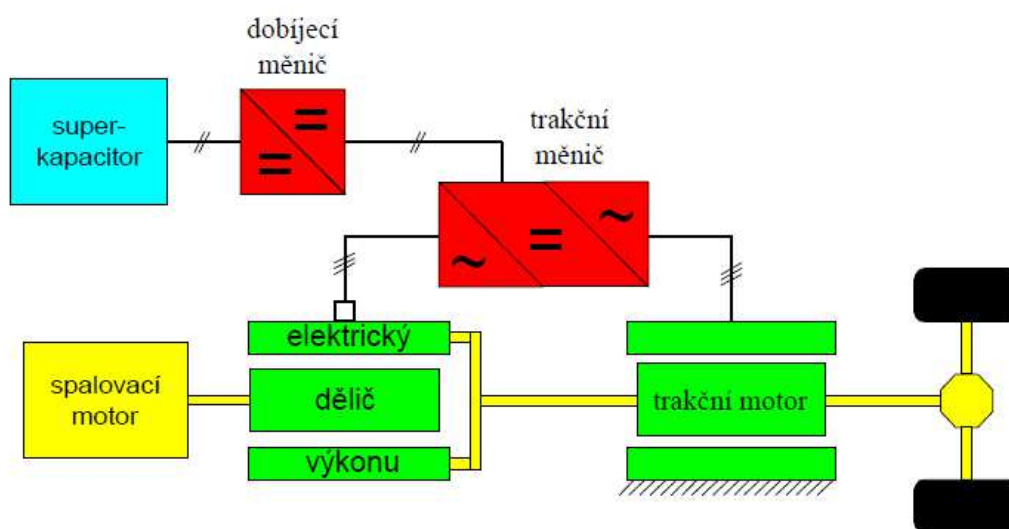 dobíjecí
měnič
super-
kapacitor
=
=
trakční
měnič
~
=
~
elektrický
dělič
výkonu
spalovací
motor
trakční motor